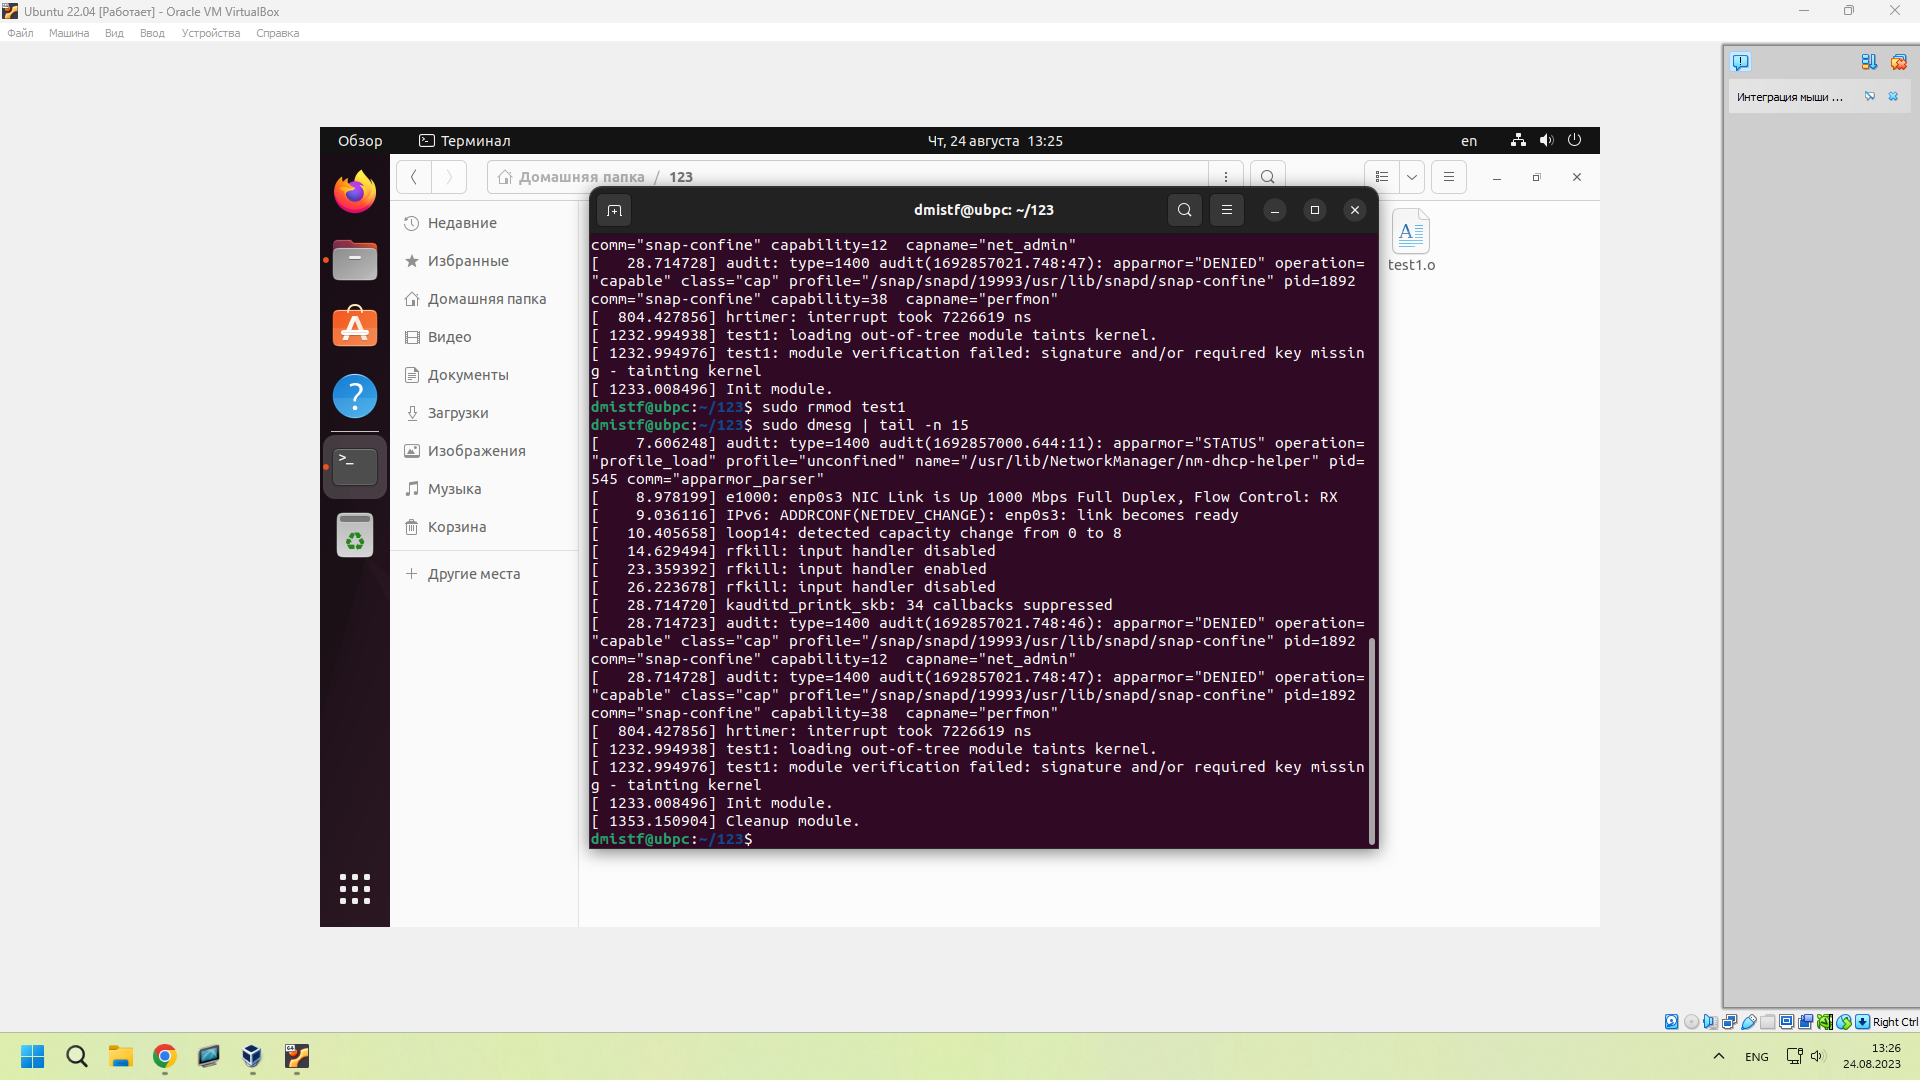 Ubuntu 22.04 [Работает] - Oracle VM VirtualBox
Файл Машина Вид Ввод Устройства Справка
Интеграция мыши ...
Обзор Терминал Чт, 24 августа 13:25 en
Домашняя папка / 123
dmistf@ubpc: ~/123
Недавние
Избранные
Домашняя папка
Видео
Документы
Загрузки
Изображения
Музыка
Корзина
Другие места
test1.o
comm="snap-confine" capability=12  capname="net_admin"
[   28.714728] audit: type=1400 audit(1692857021.748:47): apparmor="DENIED" operation=
"capable" class="cap" profile="/snap/snapd/19993/usr/lib/snapd/snap-confine" pid=1892
comm="snap-confine" capability=38  capname="perfmon"
[  804.427856] hrtimer: interrupt took 7226619 ns
[ 1232.994938] test1: loading out-of-tree module taints kernel.
[ 1232.994976] test1: module verification failed: signature and/or required key missin
g - tainting kernel
[ 1233.008496] Init module.
dmistf@ubpc:~/123$ sudo rmmod test1
dmistf@ubpc:~/123$ sudo dmesg | tail -n 15
[    7.606248] audit: type=1400 audit(1692857000.644:11): apparmor="STATUS" operation=
"profile_load" profile="unconfined" name="/usr/lib/NetworkManager/nm-dhcp-helper" pid=
545 comm="apparmor_parser"
[    8.978199] e1000: enp0s3 NIC Link is Up 1000 Mbps Full Duplex, Flow Control: RX
[    9.036116] IPv6: ADDRCONF(NETDEV_CHANGE): enp0s3: link becomes ready
[   10.405658] loop14: detected capacity change from 0 to 8
[   14.629494] rfkill: input handler disabled
[   23.359392] rfkill: input handler enabled
[   26.223678] rfkill: input handler disabled
[   28.714720] kauditd_printk_skb: 34 callbacks suppressed
[   28.714723] audit: type=1400 audit(1692857021.748:46): apparmor="DENIED" operation=
"capable" class="cap" profile="/snap/snapd/19993/usr/lib/snapd/snap-confine" pid=1892
comm="snap-confine" capability=12  capname="net_admin"
[   28.714728] audit: type=1400 audit(1692857021.748:47): apparmor="DENIED" operation=
"capable" class="cap" profile="/snap/snapd/19993/usr/lib/snapd/snap-confine" pid=1892
comm="snap-confine" capability=38  capname="perfmon"
[  804.427856] hrtimer: interrupt took 7226619 ns
[ 1232.994938] test1: loading out-of-tree module taints kernel.
[ 1232.994976] test1: module verification failed: signature and/or required key missin
g - tainting kernel
[ 1233.008496] Init module.
[ 1353.150904] Cleanup module.
dmistf@ubpc:~/123$
Right Ctrl
ENG
13:26
24.08.2023